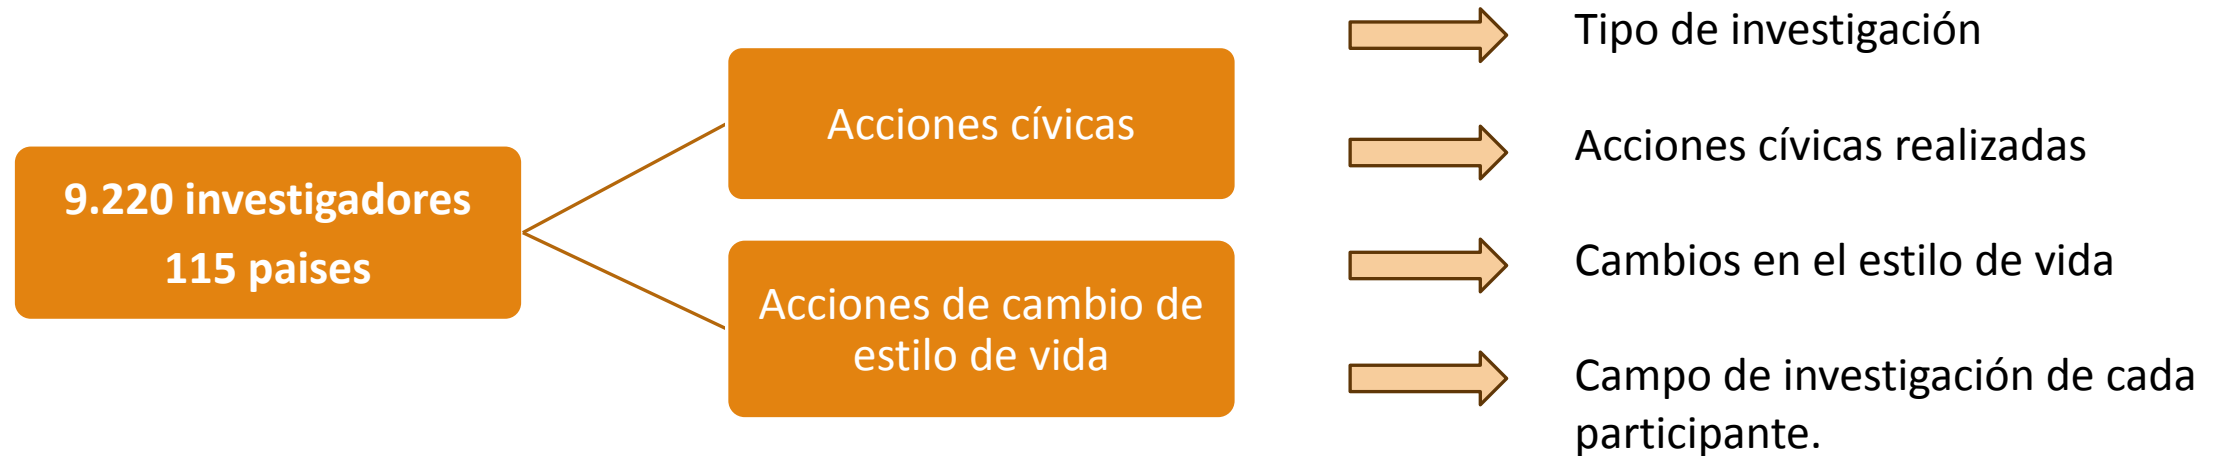 9.220 investigadores
115 paises
Acciones cívicas
Acciones de cambio de
estilo de vida
Tipo de investigación
Acciones cívicas realizadas
Cambios en el estilo de vida
Campo de investigación de cada
participante.